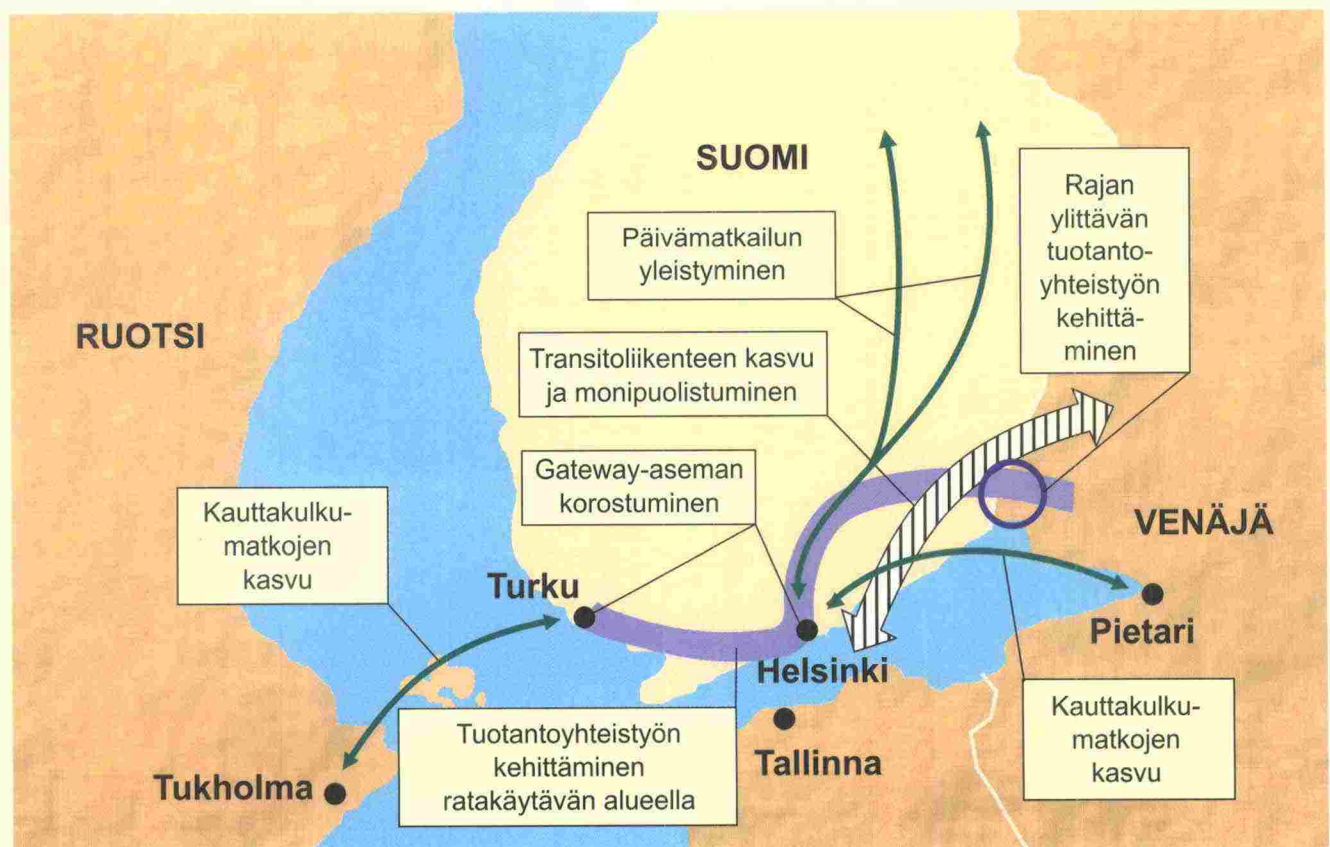 SUOMI
Rajan
ylittävän
tuotanto-
yhteistyön
kehittä-
minen
Päivämatkailun
yleistyminen
RUOTSI
Transitoliikenteen kasvu
ja monipuolistuminen
Gateway-aseman
korostuminen
Kauttakulku-
matkojen
kasvu
VENÄJÄ
Turku
Pietari
Helsinki
Kauttakulku-
matkojen
kasvu
Tuotantoyhteistyön
kehittäminen
ratakäytävän alueella
Tallinna
Tukholma